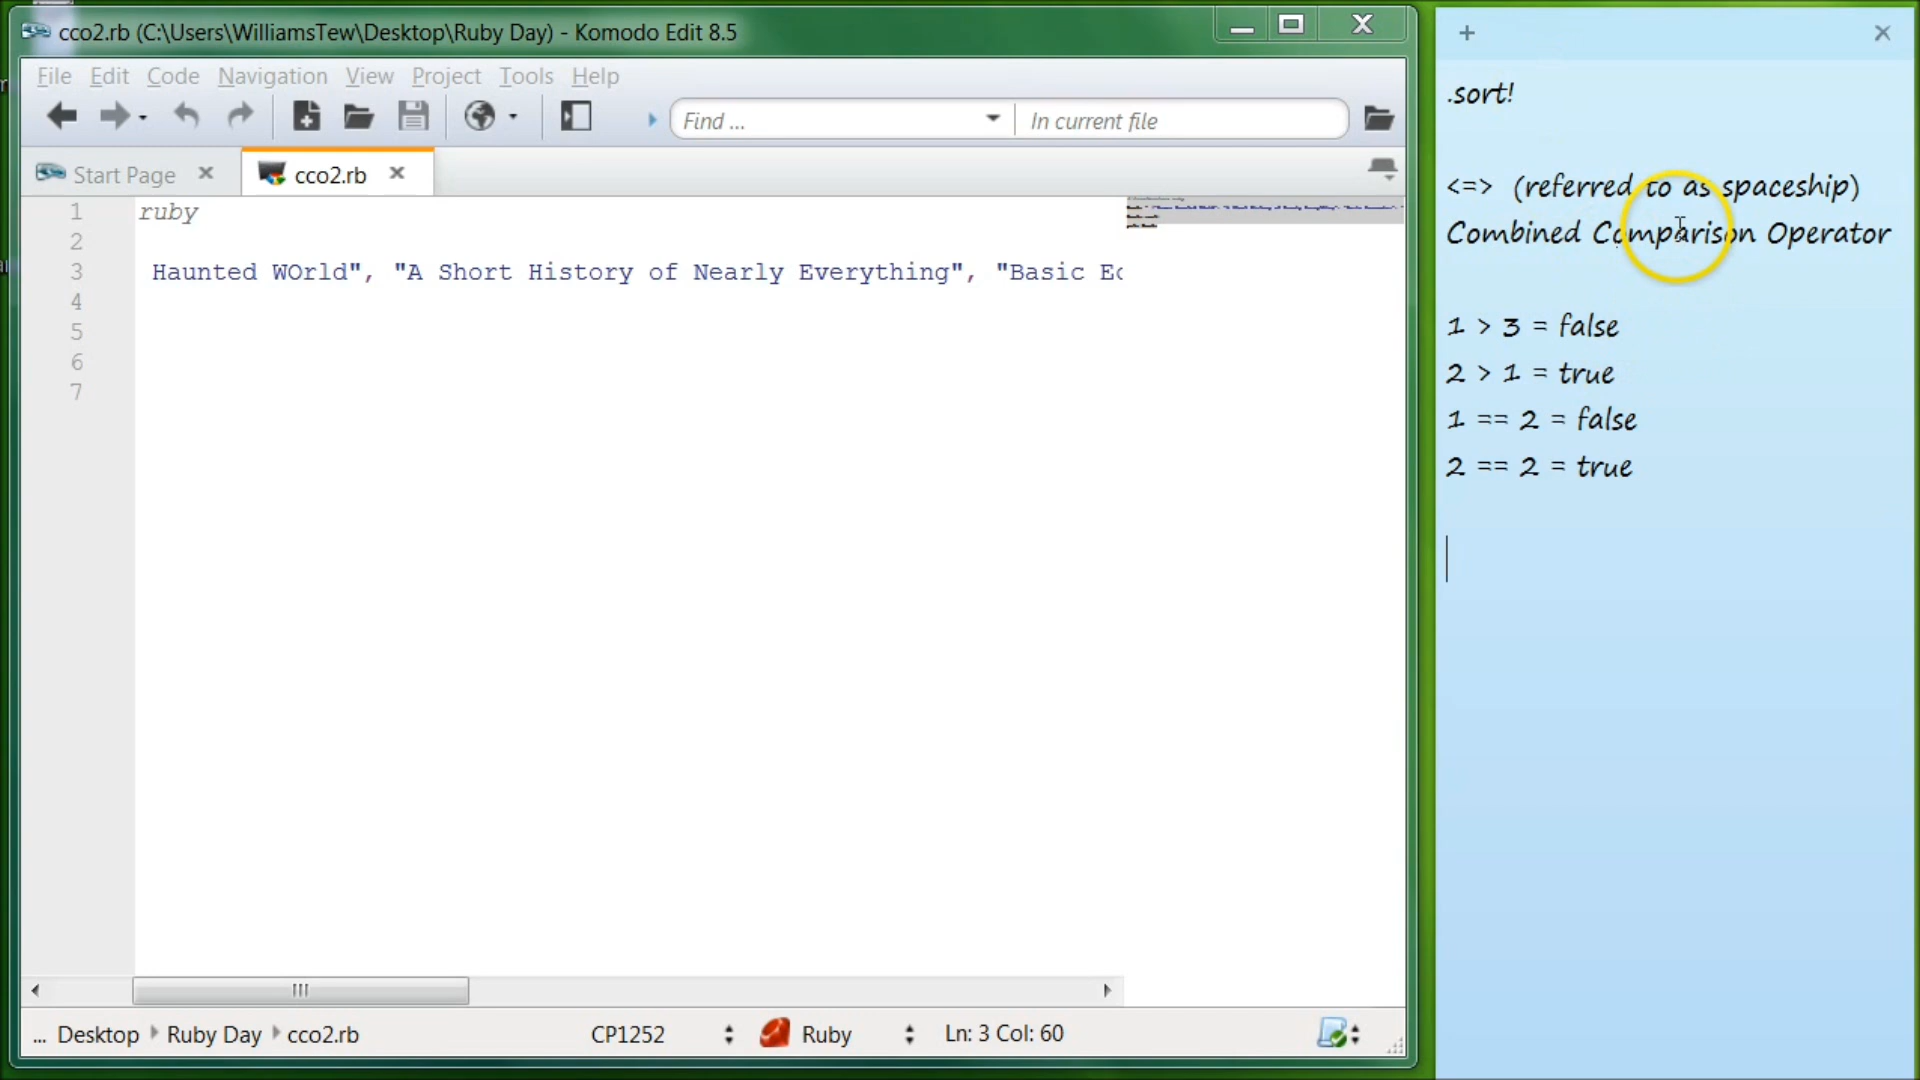 cco2.rb (C:\Users\WilliamsTew\Desktop\Ruby Day) - Komodo Edit 8.5
File Edit Code Navigation View Project Tools Help
Find ...
In current file
Start Page
cco2.rb
1 ruby
2
3 Haunted WOrld", "A Short History of Nearly Everything", "Basic Ec
4
5
6
7
... Desktop Ruby Day cco2.rb
CP1252
Ruby
Ln: 3 Col: 60
.sort!
<=> (referred to as spaceship)
Combined Comparison Operator
1 > 3 = false
2 > 1 = true
1 == 2 = false
2 == 2 = true